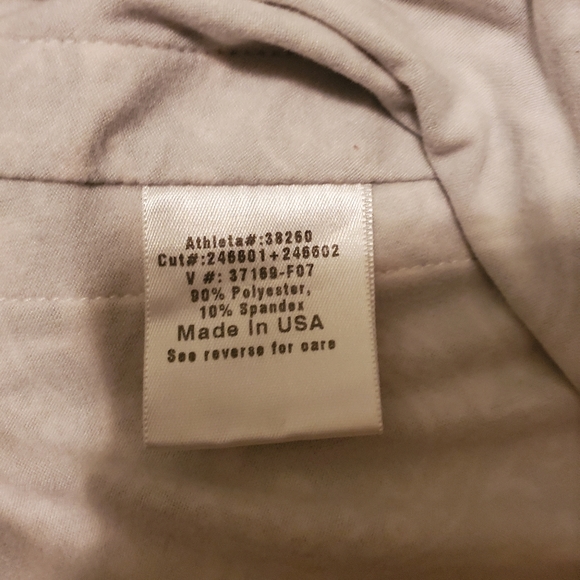 Athleta#:38260
Cut#:246601+246602
V #: 37169-F07
90% Polyester,
10% Spandex
Made In USA
See reverse for care